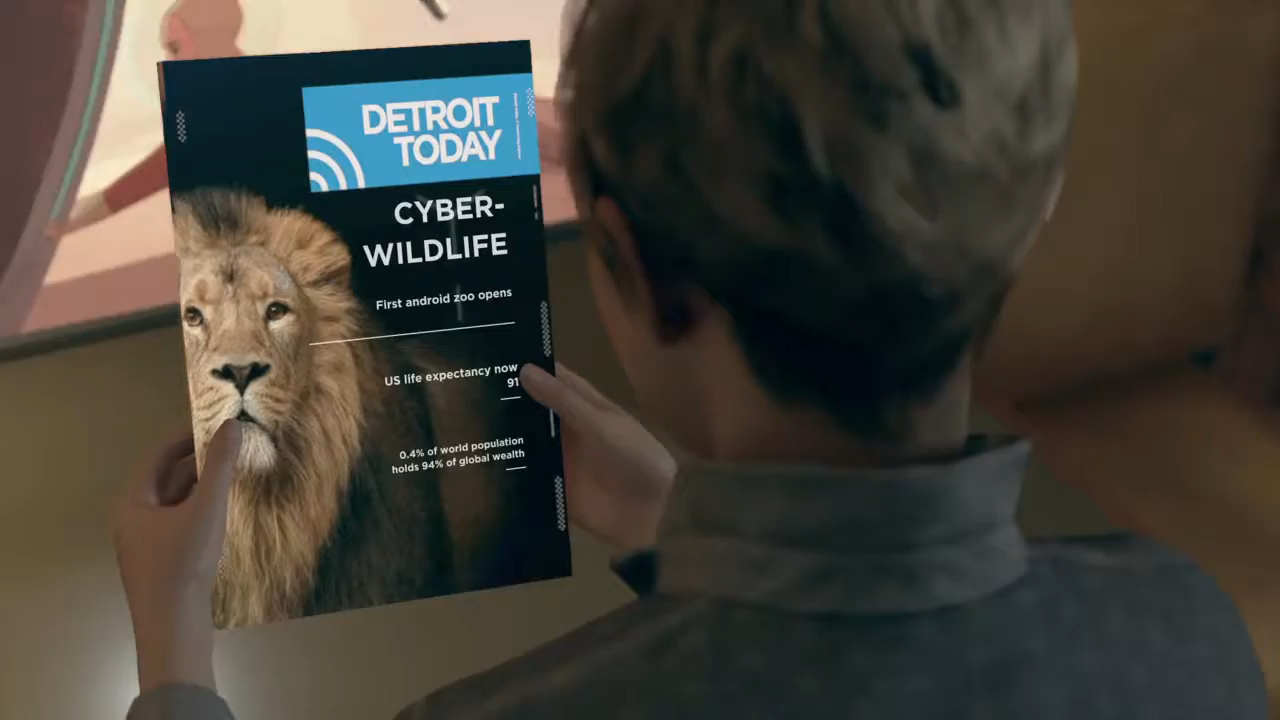 DETROIT
TODAY
CYBER-
WILDLIFE
First android zoo opens
US life expectancy now
91
0.4% of world population
holds 94% of global wealth